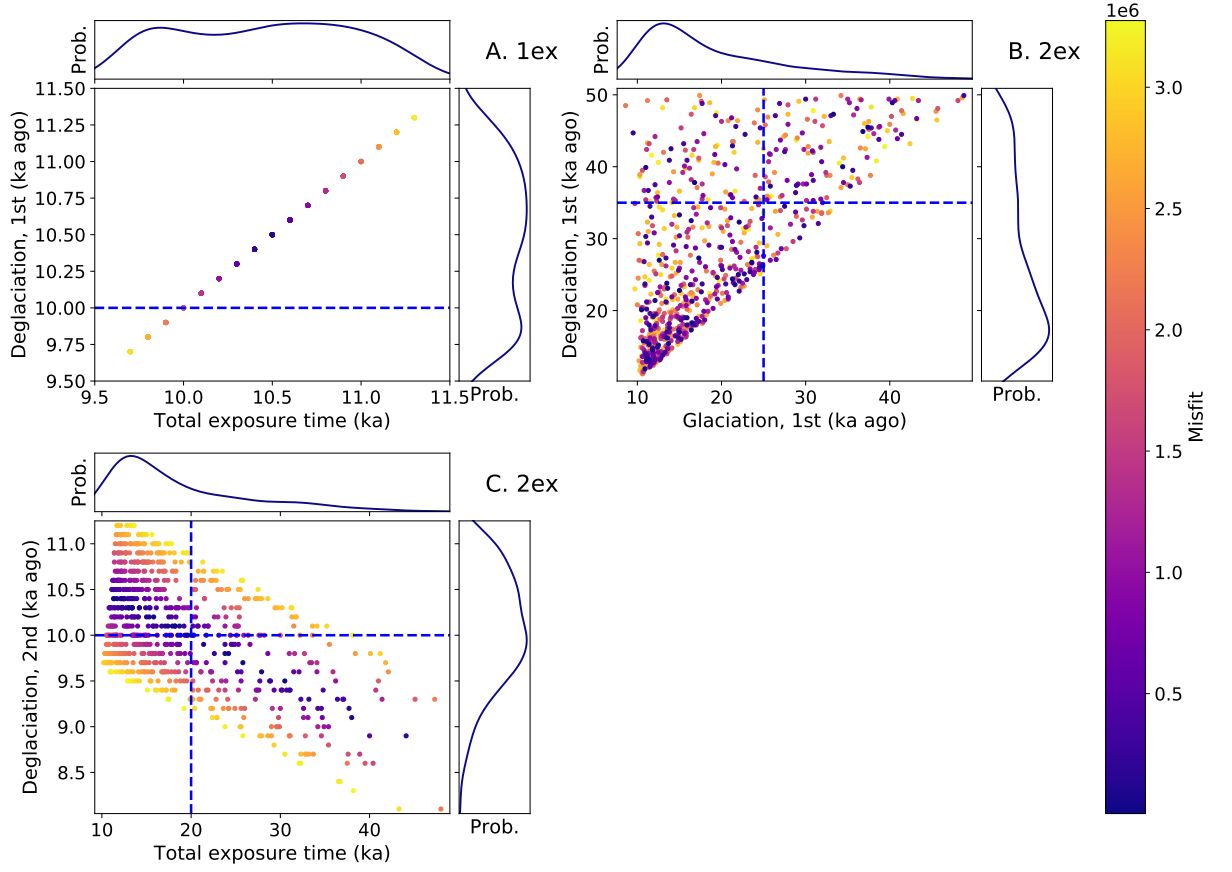 Prob.
A. 1ex
11.50
11.25
11.00
10.75
10.50
10.25
10.00
9.75
9.50
Deglaciation, 1st (ka ago)
9.5
10.0
10.5
11.0
11.5
Prob.
Total exposure time (ka)
Prob.
B. 2ex
50
40
30
20
Deglaciation, 1st (ka ago)
10
20
30
40
Prob.
Glaciation, 1st (ka ago)
1e6
3.0
2.5
2.0
1.5
1.0
0.5
Misfit
Prob.
C. 2ex
11.0
10.5
10.0
9.5
9.0
8.5
Deglaciation, 2nd (ka ago)
10
20
30
40
Prob.
Total exposure time (ka)